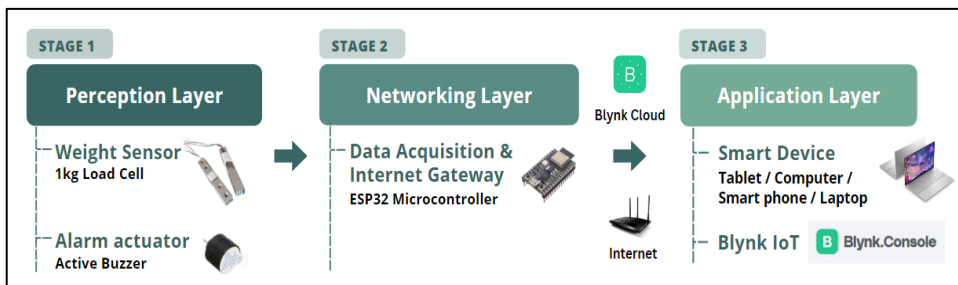 STAGE 1
Perception Layer
Weight Sensor
1kg Load Cell
Alarm actuator
Active Buzzer
STAGE 2
Networking Layer
Data Acquisition &
Internet Gateway
ESP32 Microcontroller
B
Blynk Cloud
Internet
STAGE 3
Application Layer
Smart Device
Tablet / Computer /
Smart phone / Laptop
Blynk IoT
B Blynk.Console